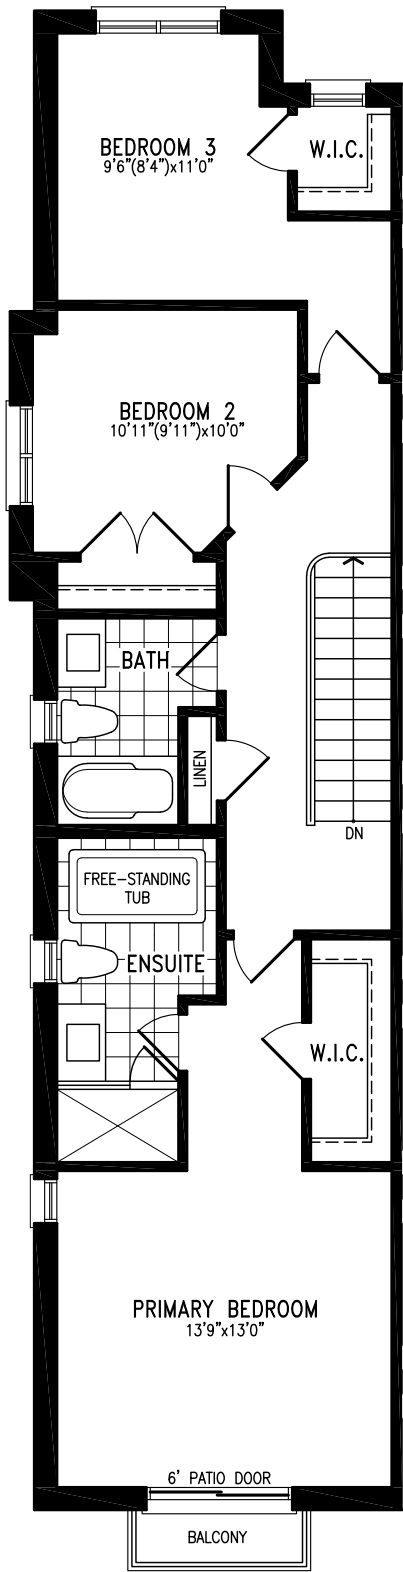 BEDROOM 3
9'6"(8'4")x11'0"
W.I.C.
BEDROOM 2
10'11"(9'11")x10'0"
BATH
LINEN
DN
FREE-STANDING
TUB
ENSUITE
W.I.C.
PRIMARY BEDROOM
13'9"x13'0"
6' PATIO DOOR
BALCONY